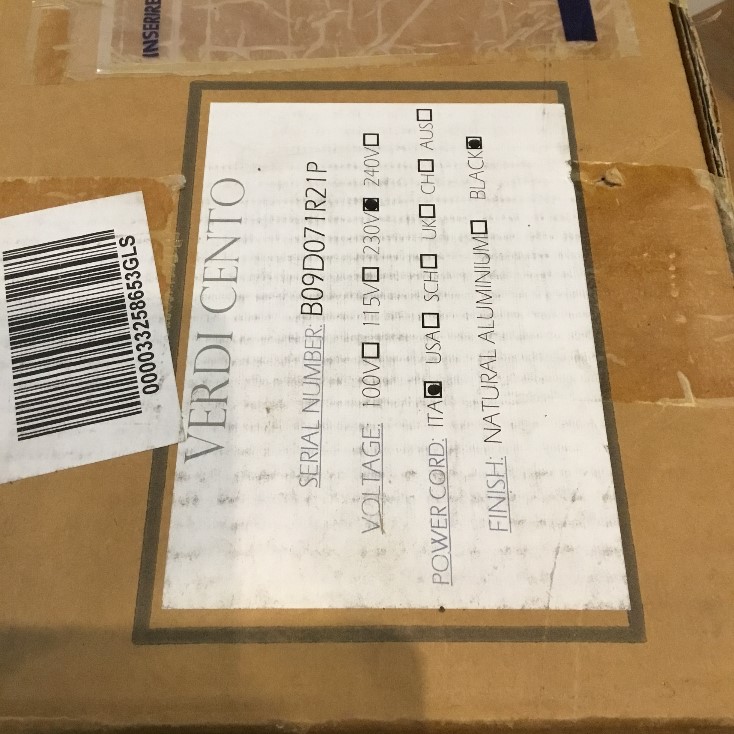 INSERIRE
VERDI CENTO
SERIAL NUMBER: B09D071R21P
VOLTAGE: 100V☐ 115V☐ 230V☒ 240V☐
POWER CORD: ITA☒ USA☐ SCH☐ UK☐ CH☐ AUS☐
FINISH: NATURAL ALUMINIUM☐ BLACK☒
0000333258653GLS